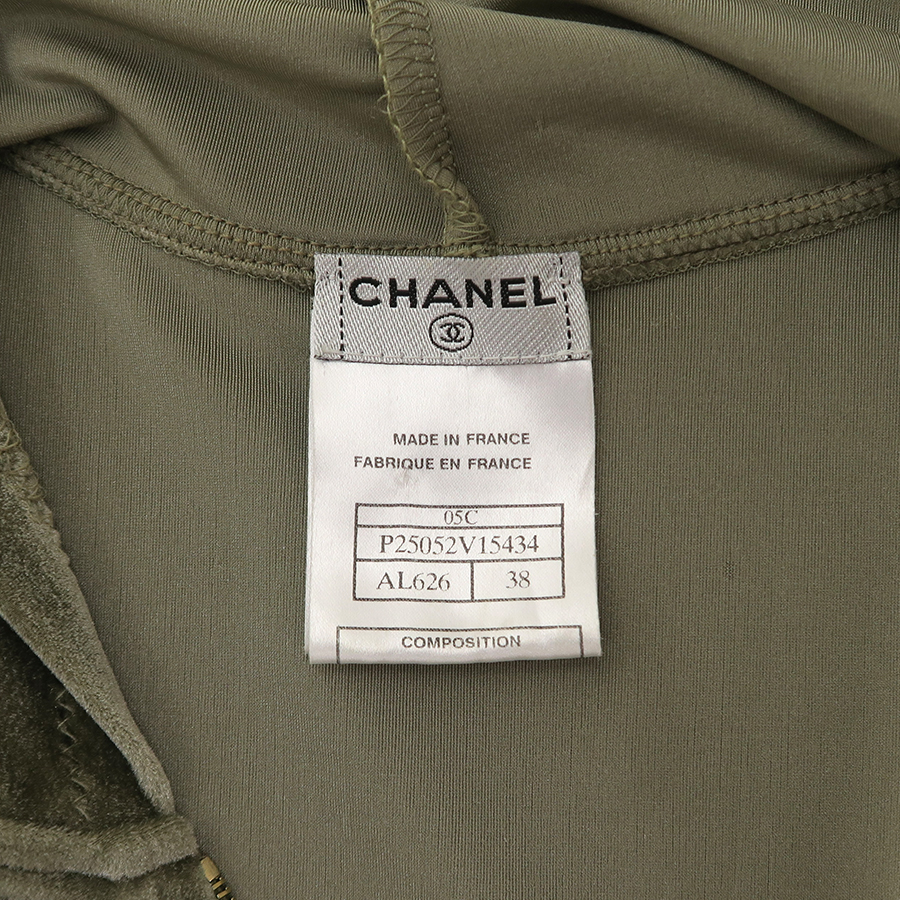 CHANEL
MADE IN FRANCE
FABRIQUE EN FRANCE
05C
P25052V15434
AL626 38
COMPOSITION